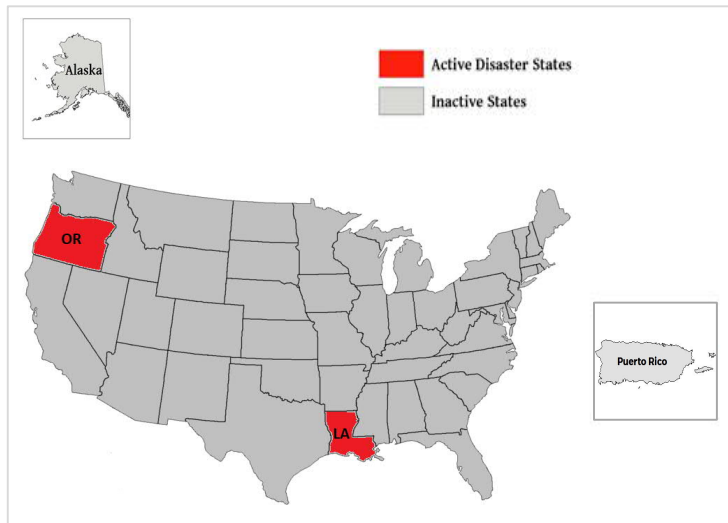 Alaska
Active Disaster States
Inactive States
OR
Puerto Rico
LA